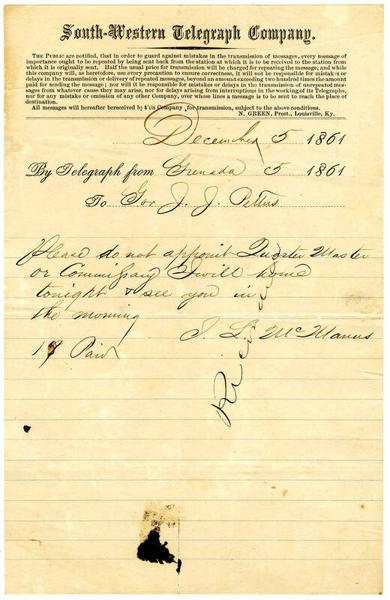 South-Western Telegraph Company.
THE PUBLIC are notified, that in order to guard against mistakes in the transmission of messages, every message of
importance ought to be repeated by being sent back from the station at which it is to be received to the station from
which it is originally sent. Half the usual price for transmission will be charged for repeating the message, and while
this company will, as heretofore, use every precaution to ensure correctness, it will not be responsible for mistakes or
delays in the transmission or delivery of repeated messages, beyond an amount exceeding two hundred times the amount
paid for sending the message; nor will it be responsible for mistakes or delays in the transmission of unrepeated mes-
sages from whatever cause they may arise, nor for delays arising from interruptions in the working of its Telegraphs,
nor for any mistake or omission of any other Company, over whose lines a message is to be sent to reach the place of
destination.
All messages will hereafter be received by this Company for transmission, subject to the above conditions.
N. GREEN, Prest., Louisville, Ky.
December 5 1861
By Telegraph from Grenada 5 1861
To Gov J. J. Pettus
Please do not appoint Quarter Master
or Commissary I will come
tonight & see you in
the morning
J. L. McManus
19 Paid